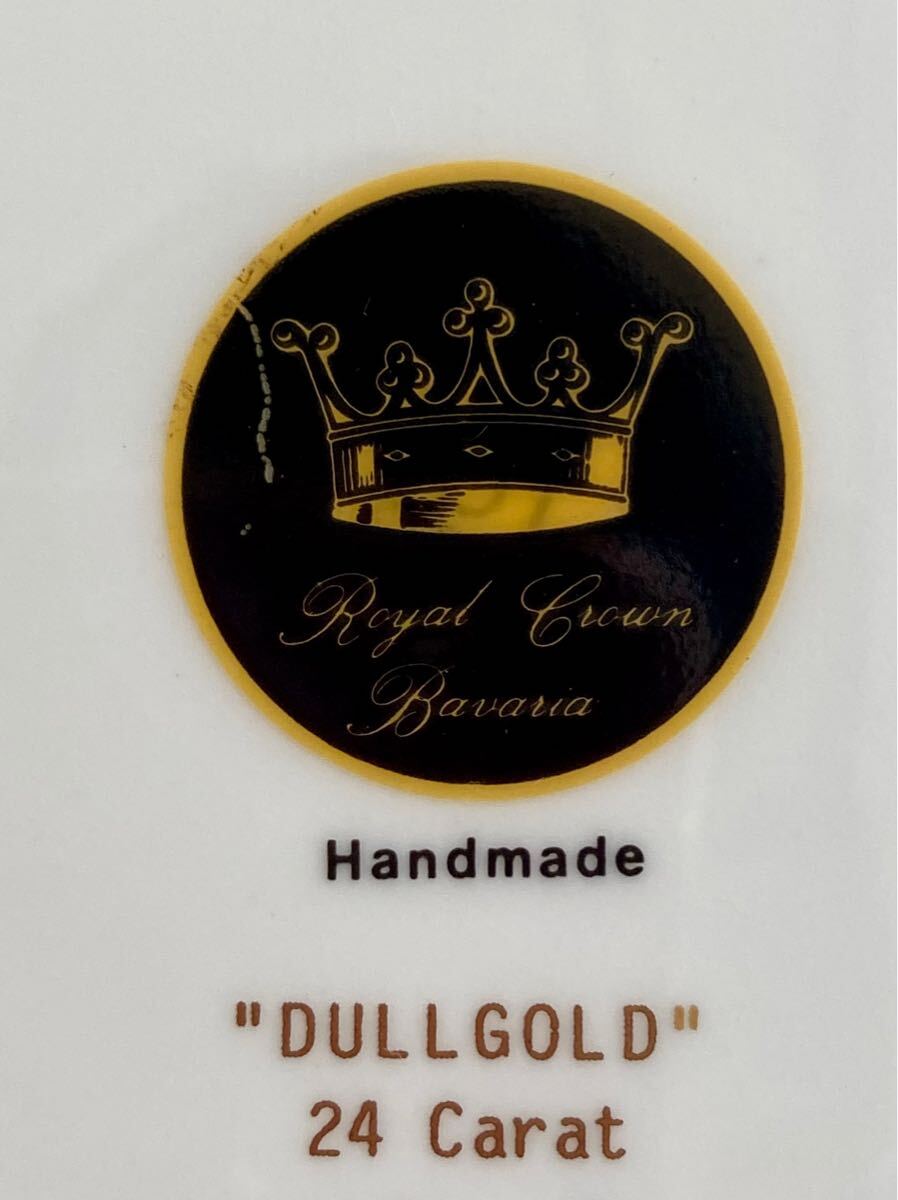 Royal Crown
Bavaria
Handmade
"DULLGOLD"
24 Carat